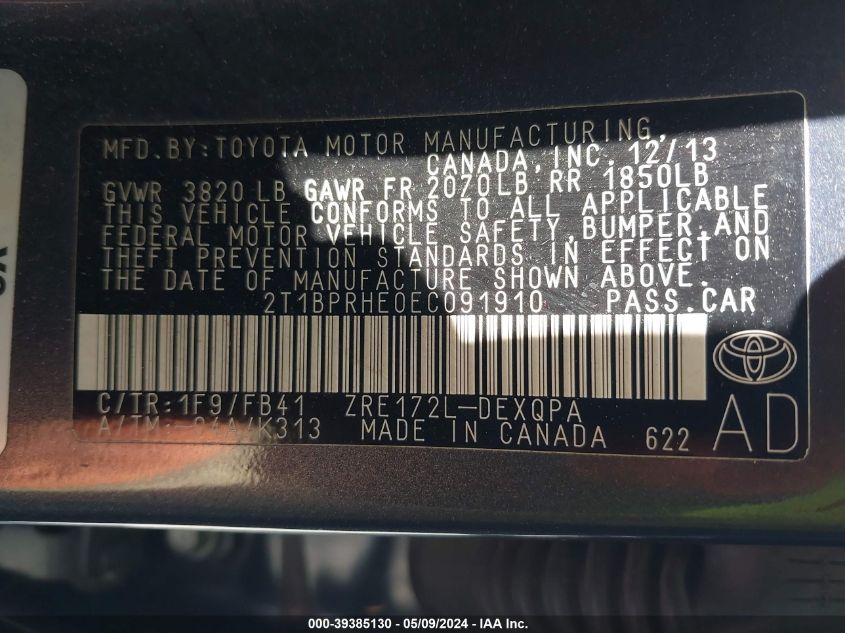 MFD.BY:TOYOTA MOTOR MANUFACTURING,
CANADA,INC. 12/13
GVWR 3820 LB GAWR FR 2070LB, RR 1850LB
THIS VEHICLE CONFORMS TO ALL APPLICABLE
FEDERAL MOTOR VEHICLE SAFETY,BUMPER,AND
THEFT PREVENTION STANDARDS IN EFFECT ON
THE DATE OF MANUFACTURE SHOWN ABOVE.
2T1BPRHE0EC091910 PASS.CAR
C/TR:1F9/FB41 ZRE172L-DEXQPA
A/TM:-04A/K313 MADE IN CANADA 622
AD
000-39385130 - 05/09/2024 - IAA Inc.